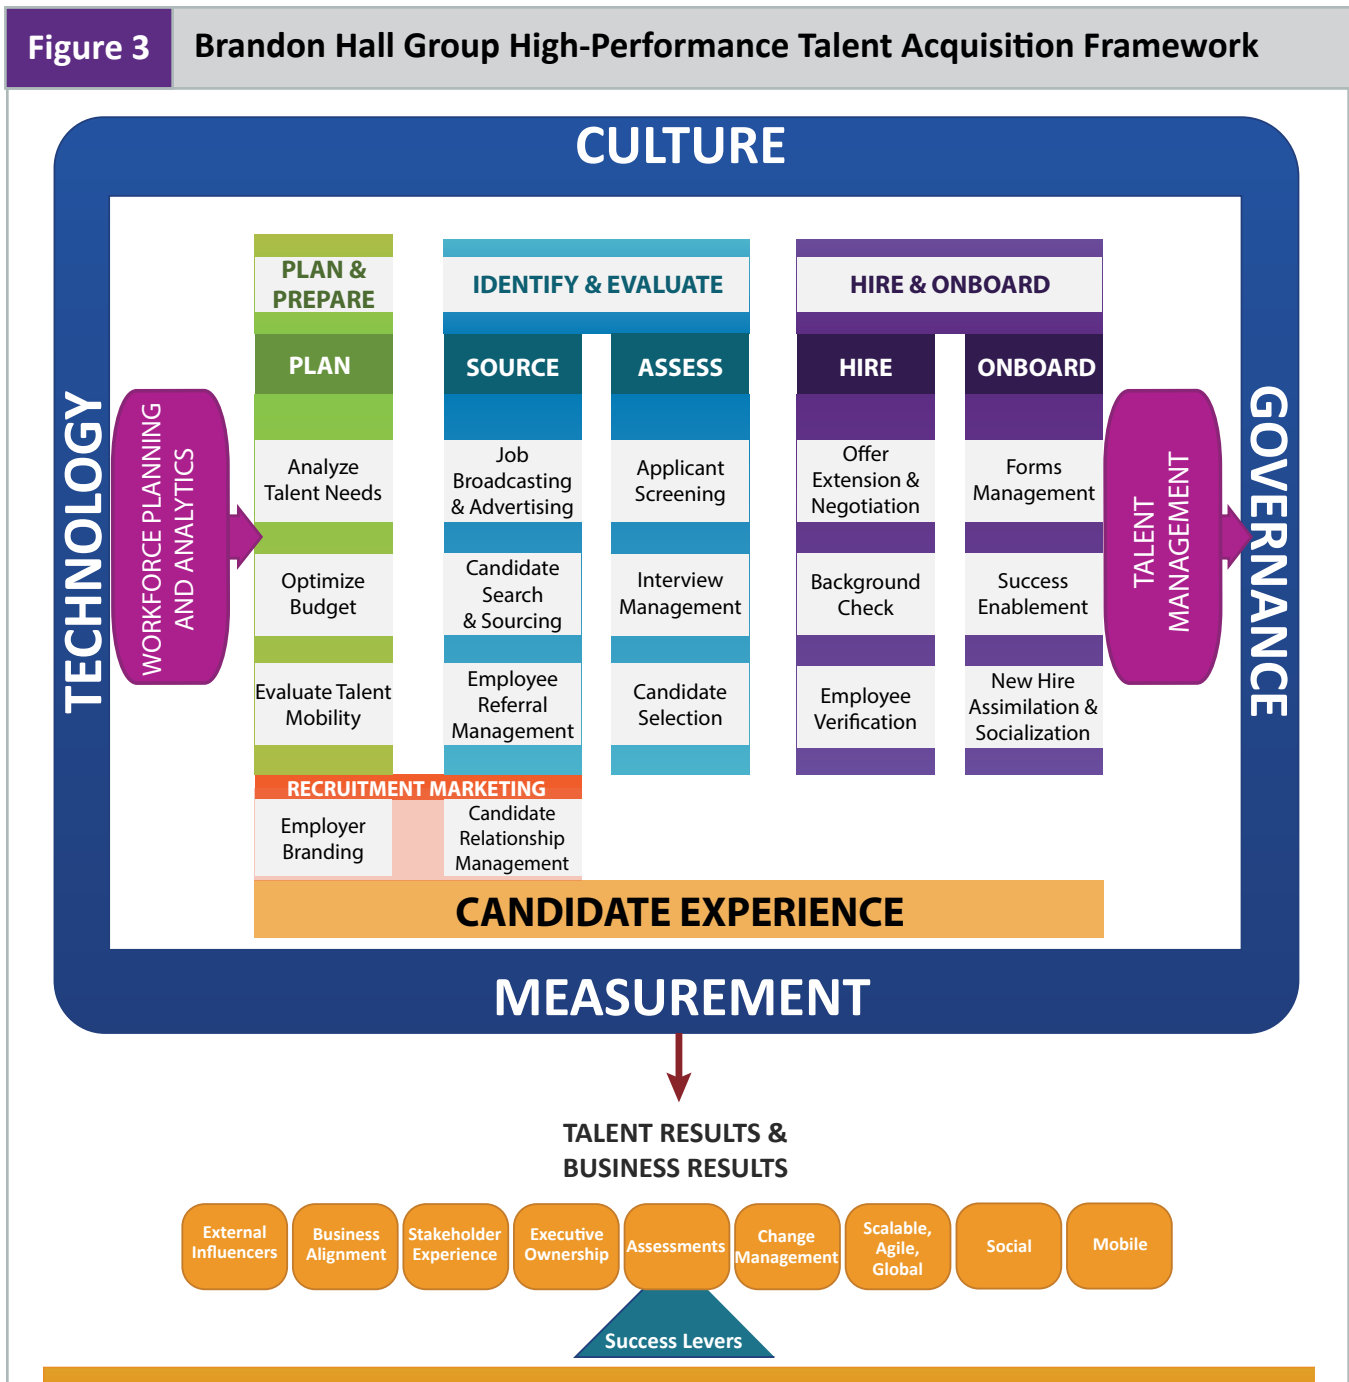 Figure 3
Brandon Hall Group High-Performance Talent Acquisition Framework
CULTURE
TECHNOLOGY
GOVERNANCE
WORKFORCE PLANNING
AND ANALYTICS
PLAN &
PREPARE
PLAN
Analyze
Talent Needs
Optimize
Budget
Evaluate Talent
Mobility
IDENTIFY & EVALUATE
SOURCE
Job
Broadcasting
& Advertising
Candidate
Search
& Sourcing
Employee
Referral
Management
ASSESS
Applicant
Screening
Interview
Management
Candidate
Selection
HIRE & ONBOARD
HIRE
Offer
Extension &
Negotiation
Background
Check
Employee
Verification
ONBOARD
Forms
Management
Success
Enablement
New Hire
Assimilation &
Socialization
TALENT
MANAGEMENT
RECRUITMENT MARKETING
Employer
Branding
Candidate
Relationship
Management
CANDIDATE EXPERIENCE
MEASUREMENT
TALENT RESULTS &
BUSINESS RESULTS
External
Influencers
Business
Alignment
Stakeholder
Experience
Executive
Ownership
Assessments
Change
Management
Scalable,
Agile,
Global
Social
Mobile
Success Levers